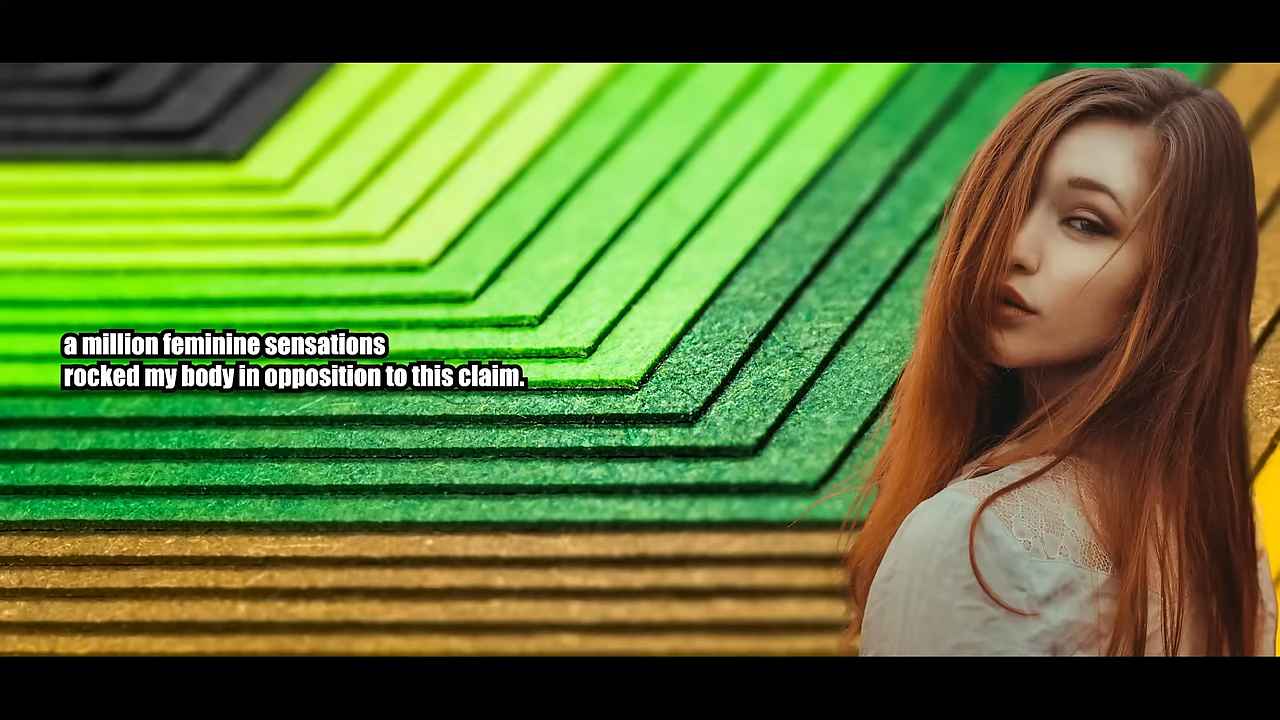 a million feminine sensations
rocked my body in opposition to this claim.